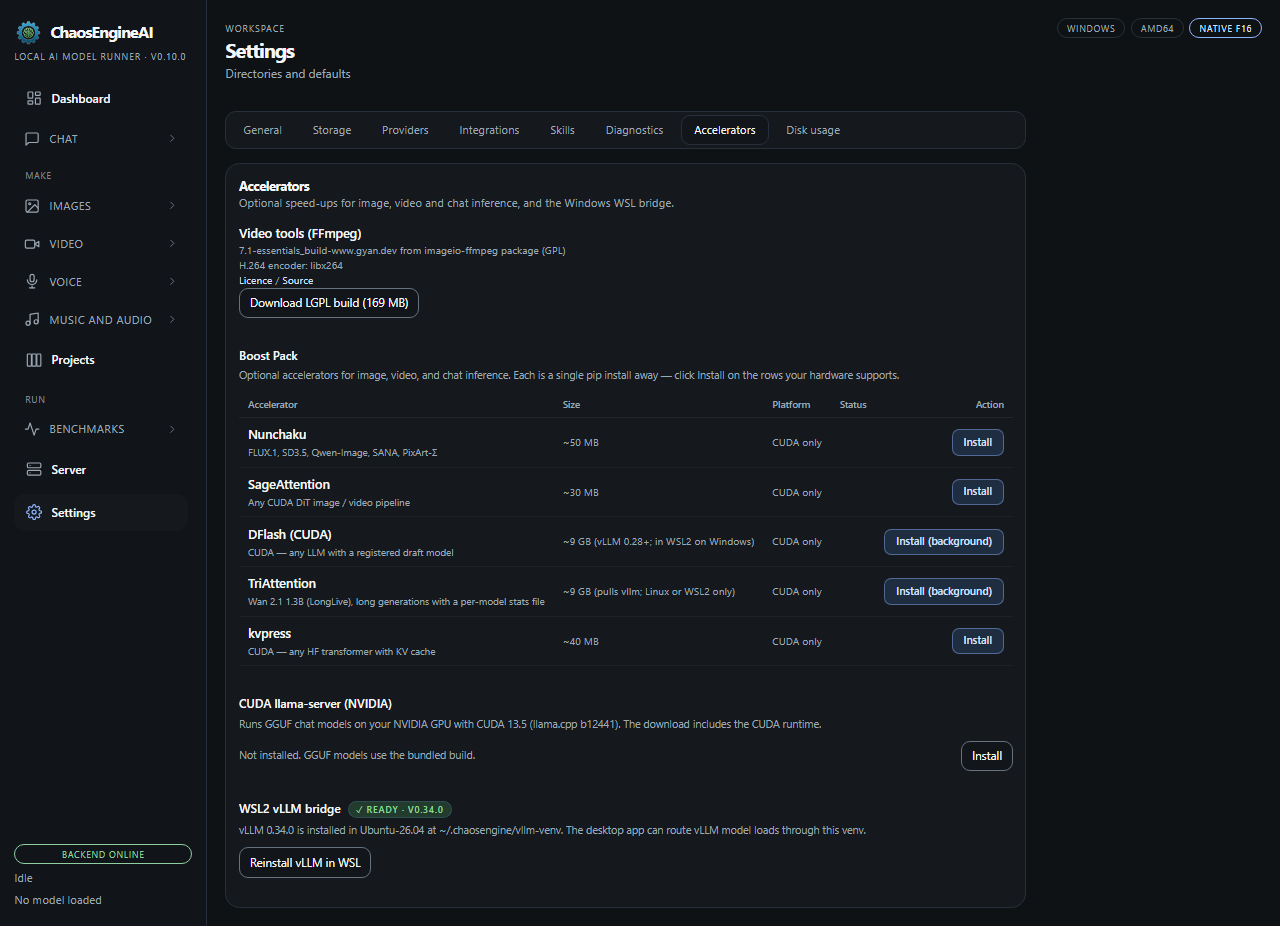 ChaosEngineAI
LOCAL AI MODEL RUNNER · V0.10.0
Dashboard
CHAT
MAKE
IMAGES
VIDEO
VOICE
MUSIC AND AUDIO
Projects
RUN
BENCHMARKS
Server
Settings
BACKEND ONLINE
Idle
No model loaded
WORKSPACE
Settings
Directories and defaults
WINDOWS AMD64 NATIVE F16
General Storage Providers Integrations Skills Diagnostics Accelerators Disk usage
Accelerators
Optional speed-ups for image, video and chat inference, and the Windows WSL bridge.
Video tools (FFmpeg)
7.1-essentials_build-www.gyan.dev from imageio-ffmpeg package (GPL)
H.264 encoder: libx264
Licence / Source
Download LGPL build (169 MB)
Boost Pack
Optional accelerators for image, video, and chat inference. Each is a single pip install away — click Install on the rows your hardware supports.
Accelerator Size Platform Status Action
Nunchaku
FLUX.1, SD3.5, Qwen-Image, SANA, PixArt-Σ
~50 MB CUDA only Install
SageAttention
Any CUDA DiT image / video pipeline
~30 MB CUDA only Install
DFlash (CUDA)
CUDA — any LLM with a registered draft model
~9 GB (vLLM 0.28+; in WSL2 on Windows) CUDA only Install (background)
TriAttention
Wan 2.1 1.3B (LongLive), long generations with a per-model stats file
~9 GB (pulls vllm; Linux or WSL2 only) CUDA only Install (background)
kvpress
CUDA — any HF transformer with KV cache
~40 MB CUDA only Install
CUDA llama-server (NVIDIA)
Runs GGUF chat models on your NVIDIA GPU with CUDA 13.5 (llama.cpp b12441). The download includes the CUDA runtime.
Not installed. GGUF models use the bundled build.
Install
WSL2 vLLM bridge ✓ READY · V0.34.0
vLLM 0.34.0 is installed in Ubuntu-26.04 at ~/.chaosengine/vllm-venv. The desktop app can route vLLM model loads through this venv.
Reinstall vLLM in WSL